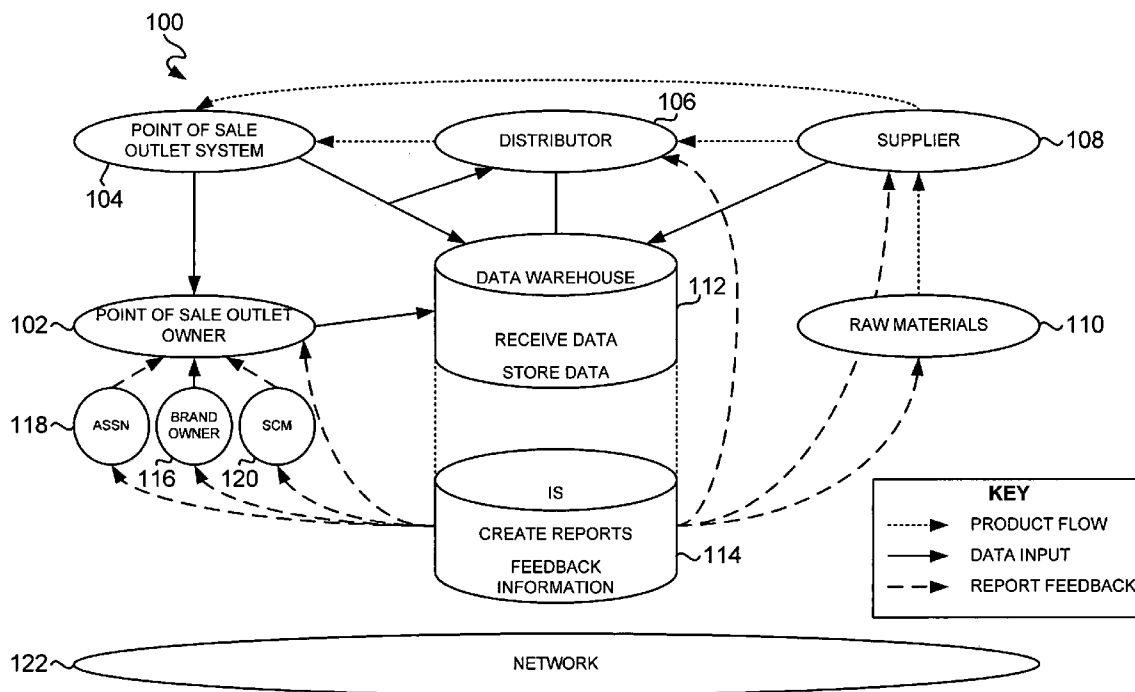 100
106
POINT OF SALE
OUTLET SYSTEM
DISTRIBUTOR
SUPPLIER
108
104
DATA WAREHOUSE
112
102
POINT OF SALE OUTLET
OWNER
RECEIVE DATA
STORE DATA
RAW MATERIALS
110
118
ASSN
BRAND
OWNER
SCM
116
120
IS
CREATE REPORTS
FEEDBACK
INFORMATION
114
KEY
PRODUCT FLOW
DATA INPUT
REPORT FEEDBACK
122
NETWORK